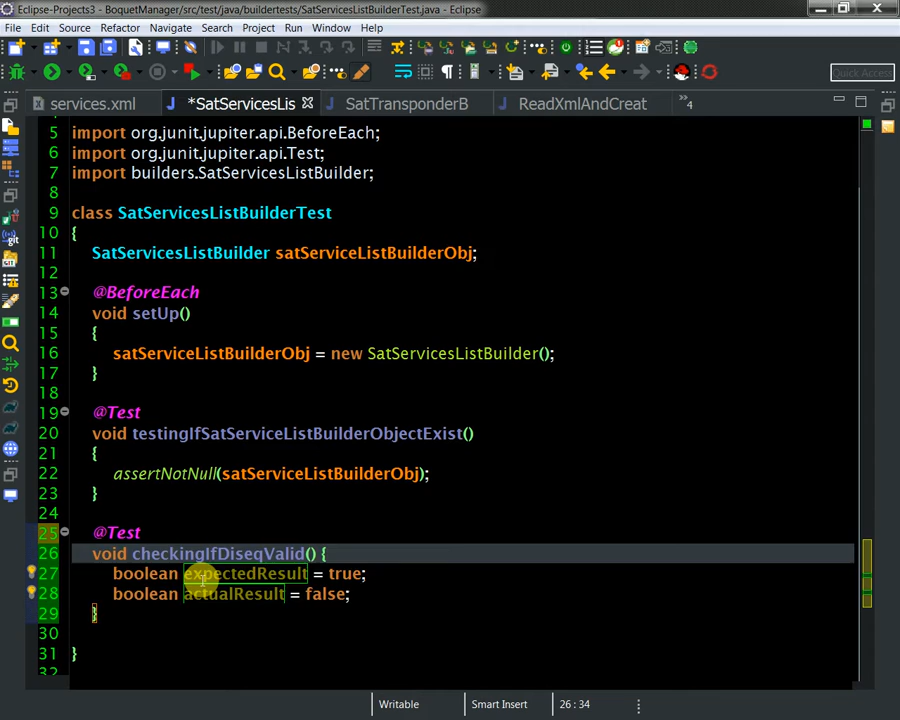 Eclipse-Projects3 - BoquetManager/src/test/java/buildertests/SatServicesListBuilderTest.java - Eclipse
File Edit Source Refactor Navigate Search Project Run Window Help
Quick Access
services.xml *SatServicesLis SatTransponderB ReadXmlAndCreat »4
5 import org.junit.jupiter.api.BeforeEach;
6 import org.junit.jupiter.api.Test;
7 import builders.SatServicesListBuilder;
8
9 class SatServicesListBuilderTest
10 {
11 SatServicesListBuilder satServiceListBuilderObj;
12
13 @BeforeEach
14 void setUp()
15 {
16 satServiceListBuilderObj = new SatServicesListBuilder();
17 }
18
19 @Test
20 void testingIfSatServiceListBuilderObjectExist()
21 {
22 assertNotNull(satServiceListBuilderObj);
23 }
24
25 @Test
26 void checkingIfDiseqValid() {
27 boolean expectedResult = true;
28 boolean actualResult = false;
29 }
30
31 }
32
Writable Smart Insert 26 : 34